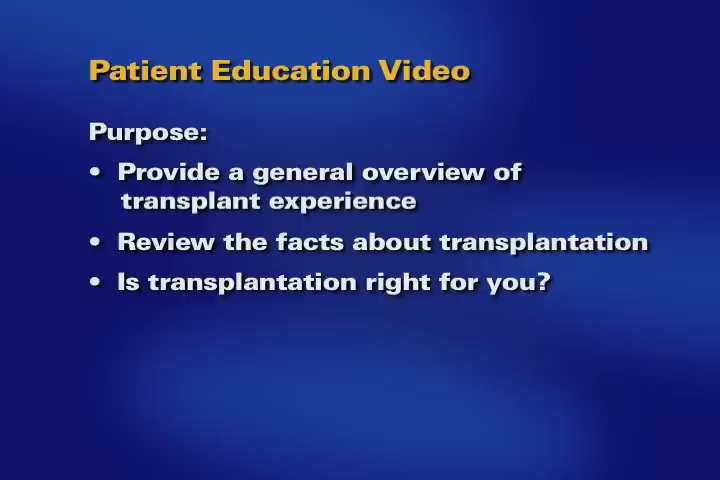 Patient Education Video
Purpose:
• Provide a general overview of
transplant experience
• Review the facts about transplantation
• Is transplantation right for you?